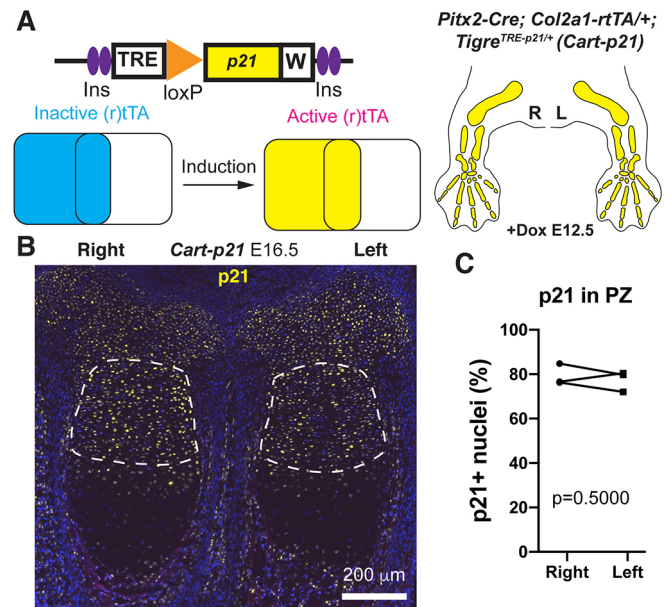 A
TRE
p21
W
Ins
loxP
Ins
Inactive (r)tTA
Active (r)tTA
Induction
Pitx2-Cre; Col2a1-rtTA/+;
Tigre^TRE-p21/+ (Cart-p21)
R L
+Dox E12.5
B
Right Cart-p21 E16.5 Left
p21
200 μm
C
p21 in PZ
p21+ nuclei (%)
100
80
60
40
20
0
p=0.5000
Right Left